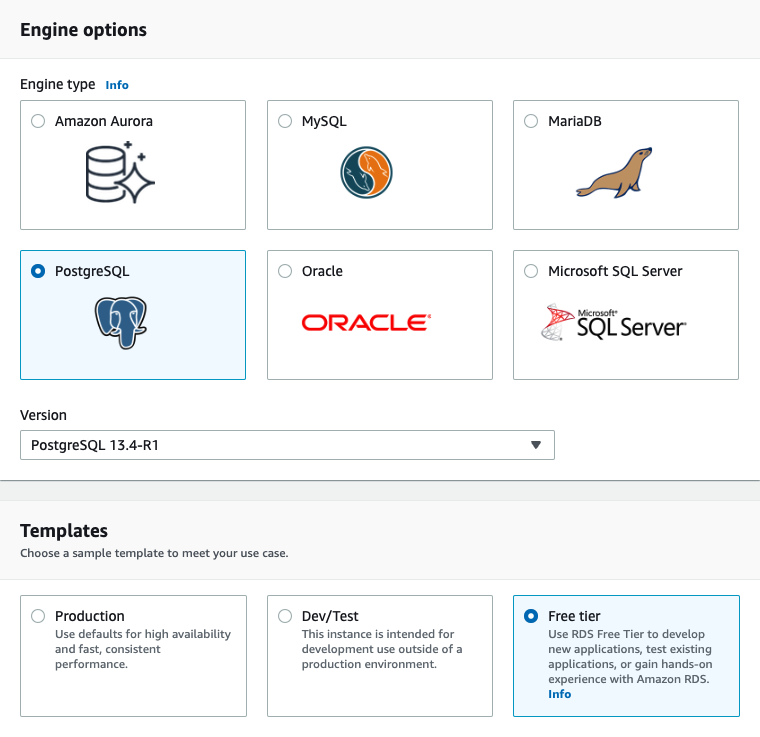 Engine options
Engine type Info
Amazon Aurora
MySQL
MariaDB
PostgreSQL
Oracle
Microsoft SQL Server
ORACLE®
Microsoft®
SQL Server®
Version
PostgreSQL 13.4-R1
Templates
Choose a sample template to meet your use case.
Production
Use defaults for high availability
and fast, consistent
performance.
Dev/Test
This instance is intended for
development use outside of a
production environment.
Free tier
Use RDS Free Tier to develop
new applications, test existing
applications, or gain hands-on
experience with Amazon RDS.
Info